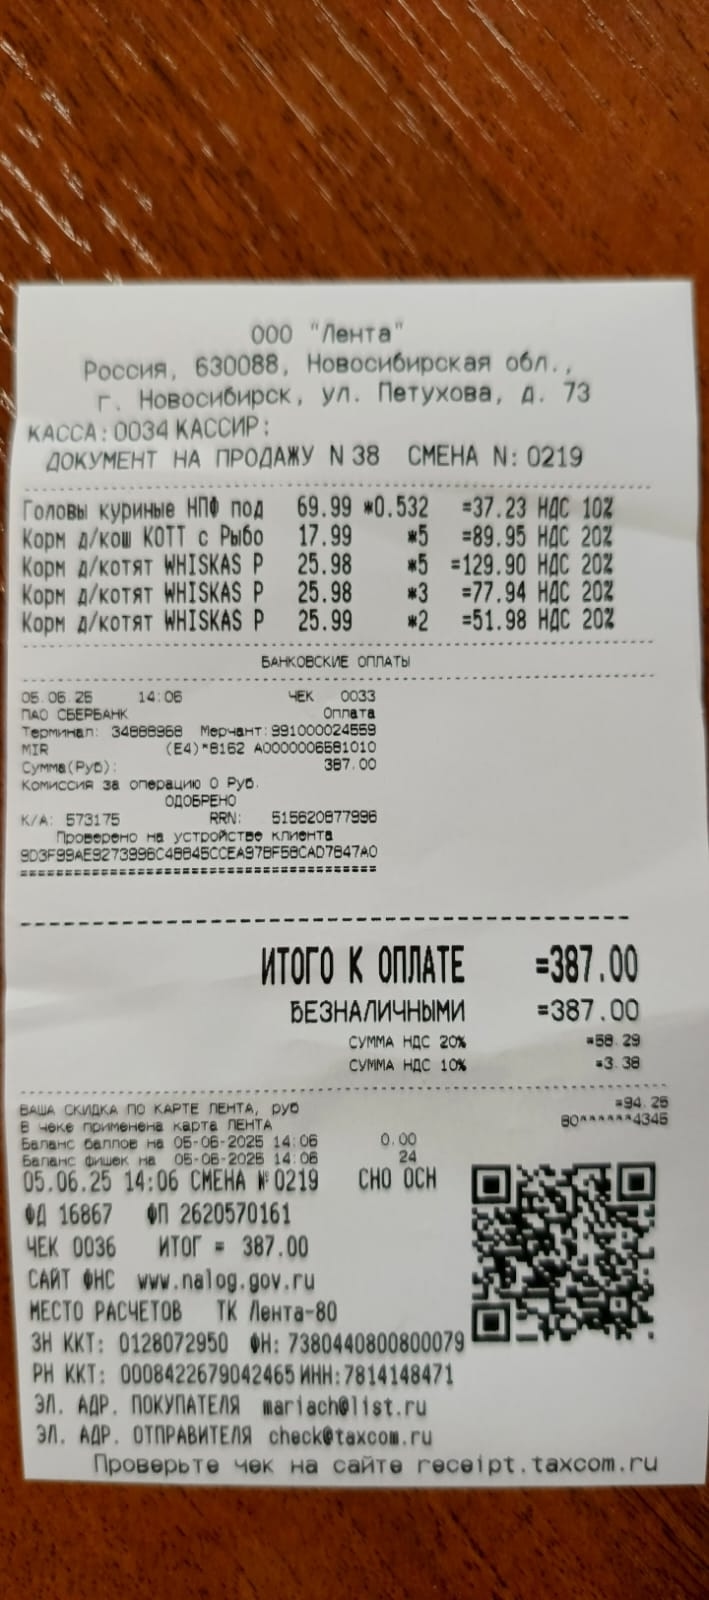 ООО "Лента"
Россия, 630088, Новосибирская обл.,
г. Новосибирск, ул. Петухова, д. 73
КАССА:0034 КАССИР:
ДОКУМЕНТ НА ПРОДАЖУ N 38 СМЕНА N: 0219
Головы куриные НПФ под 69.99 *0.532 =37.23 НДС 10%
Корм д/кош КОТТ с Рыбо 17.99 *5 =89.95 НДС 20%
Корм д/котят WHISKAS Р 25.98 *5 =129.90 НДС 20%
Корм д/котят WHISKAS Р 25.98 *3 =77.94 НДС 20%
Корм д/котят WHISKAS Р 25.99 *2 =51.98 НДС 20%
БАНКОВСКИЕ ОПЛАТЫ
05.06.25 14:06 ЧЕК 0033
ПАО СБЕРБАНК Оплата
Терминал: 34888968 Мерчант: 991000024559
MIR (E4)*8162 A0000006581010
Сумма(Руб): 387.00
Комиссия за операцию 0 Руб.
ОДОБРЕНО
К/А: 573175 RRN: 515620877996
Проверено на устройстве клиента
9D3F99AE9273996C48845CCEA97BF58CAD7847A0
ИТОГО К ОПЛАТЕ =387.00
БЕЗНАЛИЧНЫМИ =387.00
СУММА НДС 20% =58.29
СУММА НДС 10% =3.38
ВАША СКИДКА ПО КАРТЕ ЛЕНТА, руб =94.25
В чеке применена карта ЛЕНТА 80******4345
Баланс баллов на 05-06-2025 14:06 0.00
Баланс фишек на 05-06-2025 14:06 24
05.06.25 14:06 СМЕНА №0219 СНО ОСН
ФД 16867 ФП 2620570161
ЧЕК 0036 ИТОГ = 387.00
САЙТ ФНС www.nalog.gov.ru
МЕСТО РАСЧЕТОВ ТК Лента-80
ЗН ККТ: 0128072950 ФН: 7380440800800079
РН ККТ: 0008422679042465 ИНН:7814148471
ЭЛ. АДР. ПОКУПАТЕЛЯ mariach@list.ru
ЭЛ. АДР. ОТПРАВИТЕЛЯ check@taxcom.ru
Проверьте чек на сайте receipt.taxcom.ru